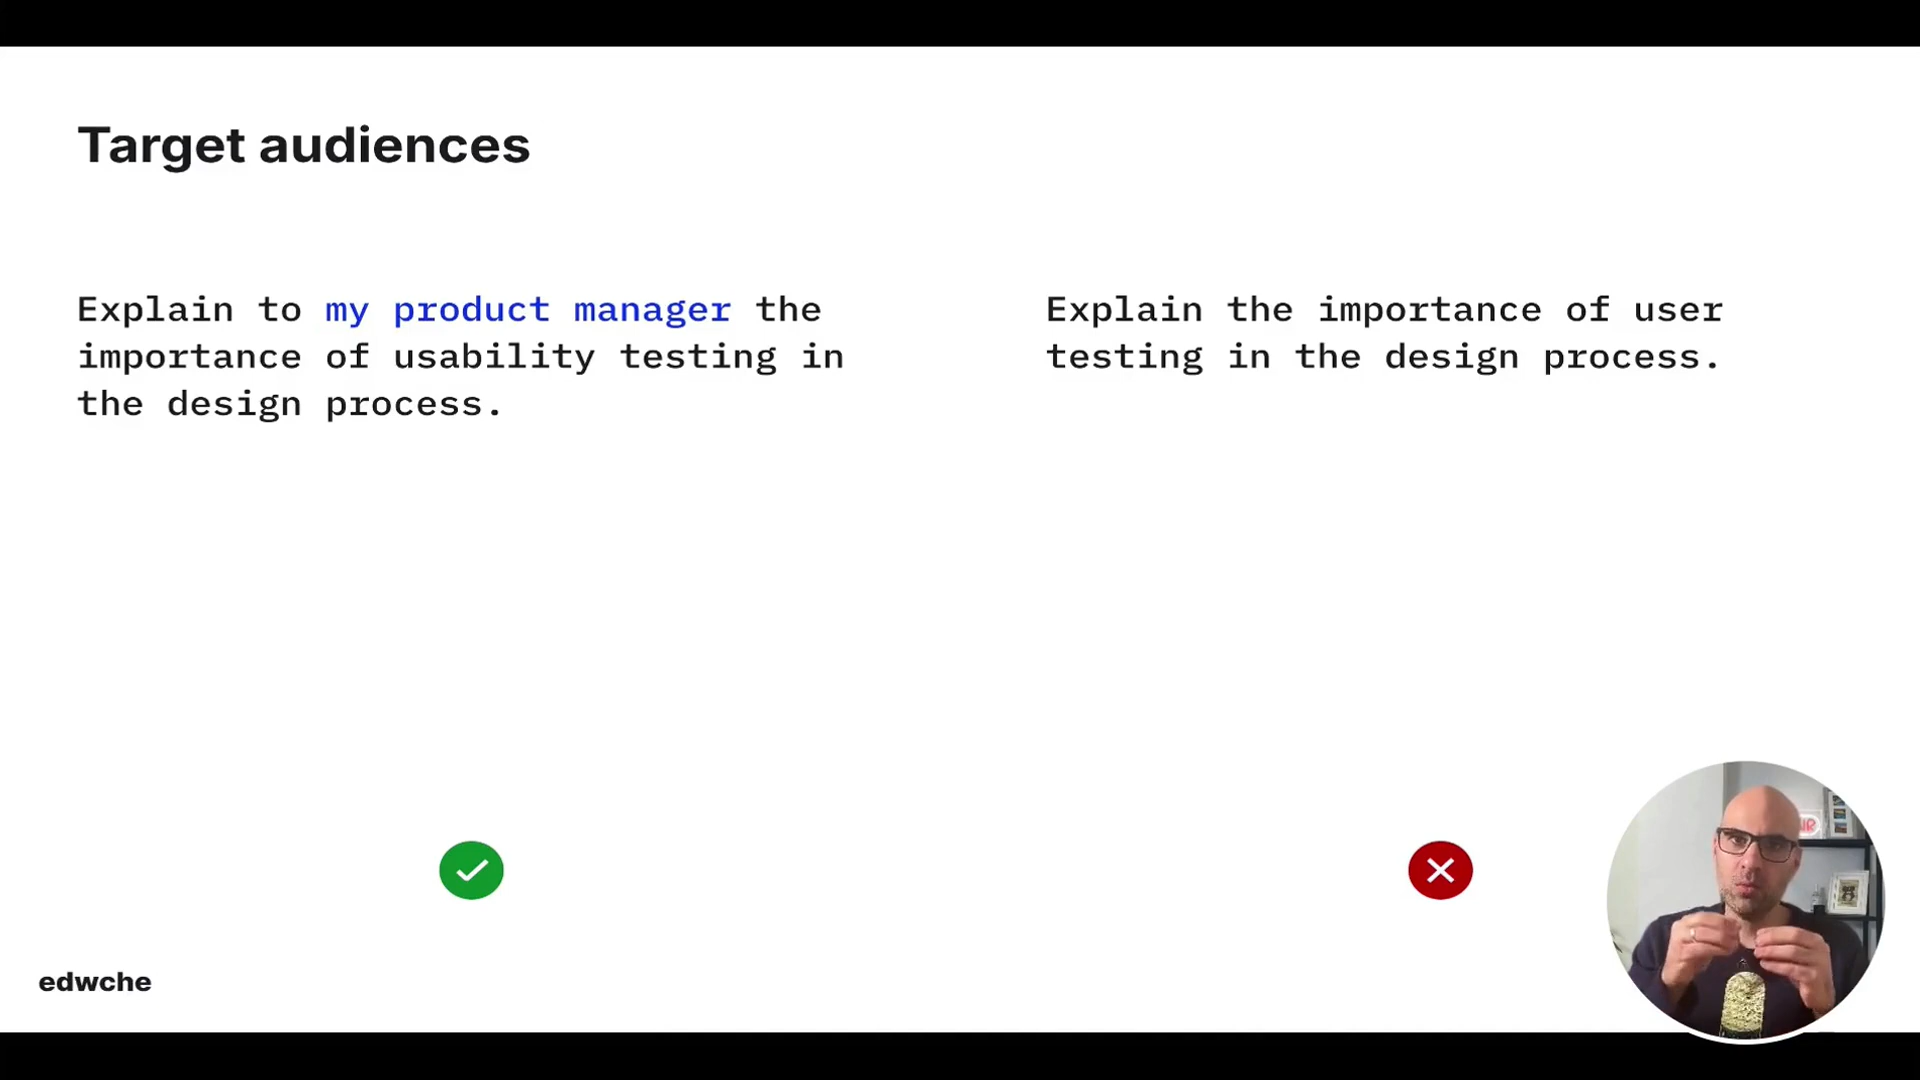 Target audiences
Explain to my product manager the
importance of usability testing in
the design process.
Explain the importance of user
testing in the design process.
edwche